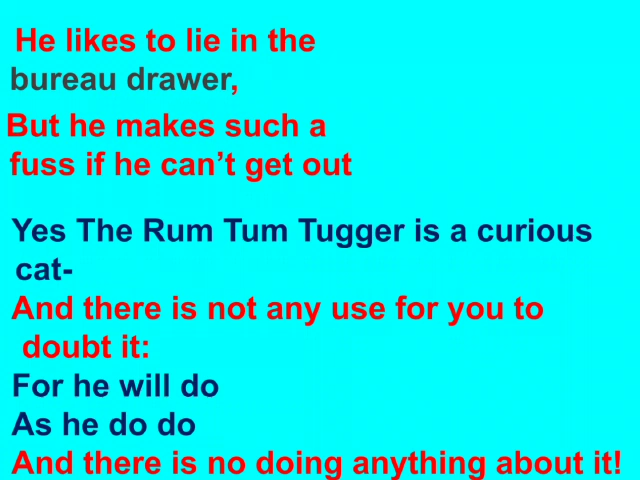 He likes to lie in the
bureau drawer,
But he makes such a
fuss if he can’t get out
Yes The Rum Tum Tugger is a curious
cat-
And there is not any use for you to
doubt it:
For he will do
As he do do
And there is no doing anything about it!